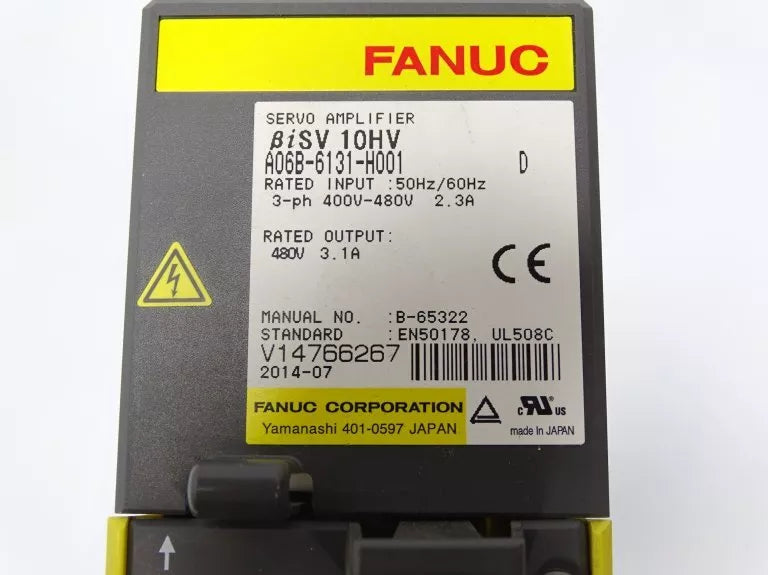 FANUC
SERVO AMPLIFIER
βiSV 10HV
A06B-6131-H001 D
RATED INPUT :50Hz/60Hz
3-ph 400V-480V 2.3A
RATED OUTPUT:
480V 3.1A
CE
MANUAL NO. :B-65322
STANDARD :EN50178, UL508C
V14766267
2014-07
FANUC CORPORATION
Yamanashi 401-0597 JAPAN
c RU US
made in JAPAN